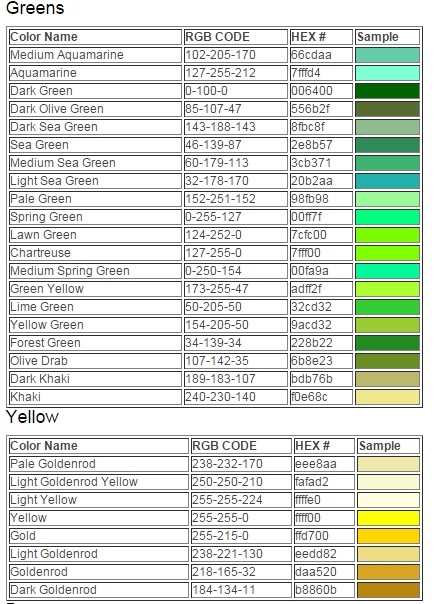 Greens
Color Name RGB CODE HEX # Sample
Medium Aquamarine 102-205-170 66cdaa
Aquamarine 127-255-212 7fffd4
Dark Green 0-100-0 006400
Dark Olive Green 85-107-47 556b2f
Dark Sea Green 143-188-143 8fbc8f
Sea Green 46-139-87 2e8b57
Medium Sea Green 60-179-113 3cb371
Light Sea Green 32-178-170 20b2aa
Pale Green 152-251-152 98fb98
Spring Green 0-255-127 00ff7f
Lawn Green 124-252-0 7cfc00
Chartreuse 127-255-0 7fff00
Medium Spring Green 0-250-154 00fa9a
Green Yellow 173-255-47 adff2f
Lime Green 50-205-50 32cd32
Yellow Green 154-205-50 9acd32
Forest Green 34-139-34 228b22
Olive Drab 107-142-35 6b8e23
Dark Khaki 189-183-107 bdb76b
Khaki 240-230-140 f0e68c
Yellow
Color Name RGB CODE HEX # Sample
Pale Goldenrod 238-232-170 eee8aa
Light Goldenrod Yellow 250-250-210 fafad2
Light Yellow 255-255-224 ffffe0
Yellow 255-255-0 ffff00
Gold 255-215-0 ffd700
Light Goldenrod 238-221-130 eedd82
Goldenrod 218-165-32 daa520
Dark Goldenrod 184-134-11 b8860b